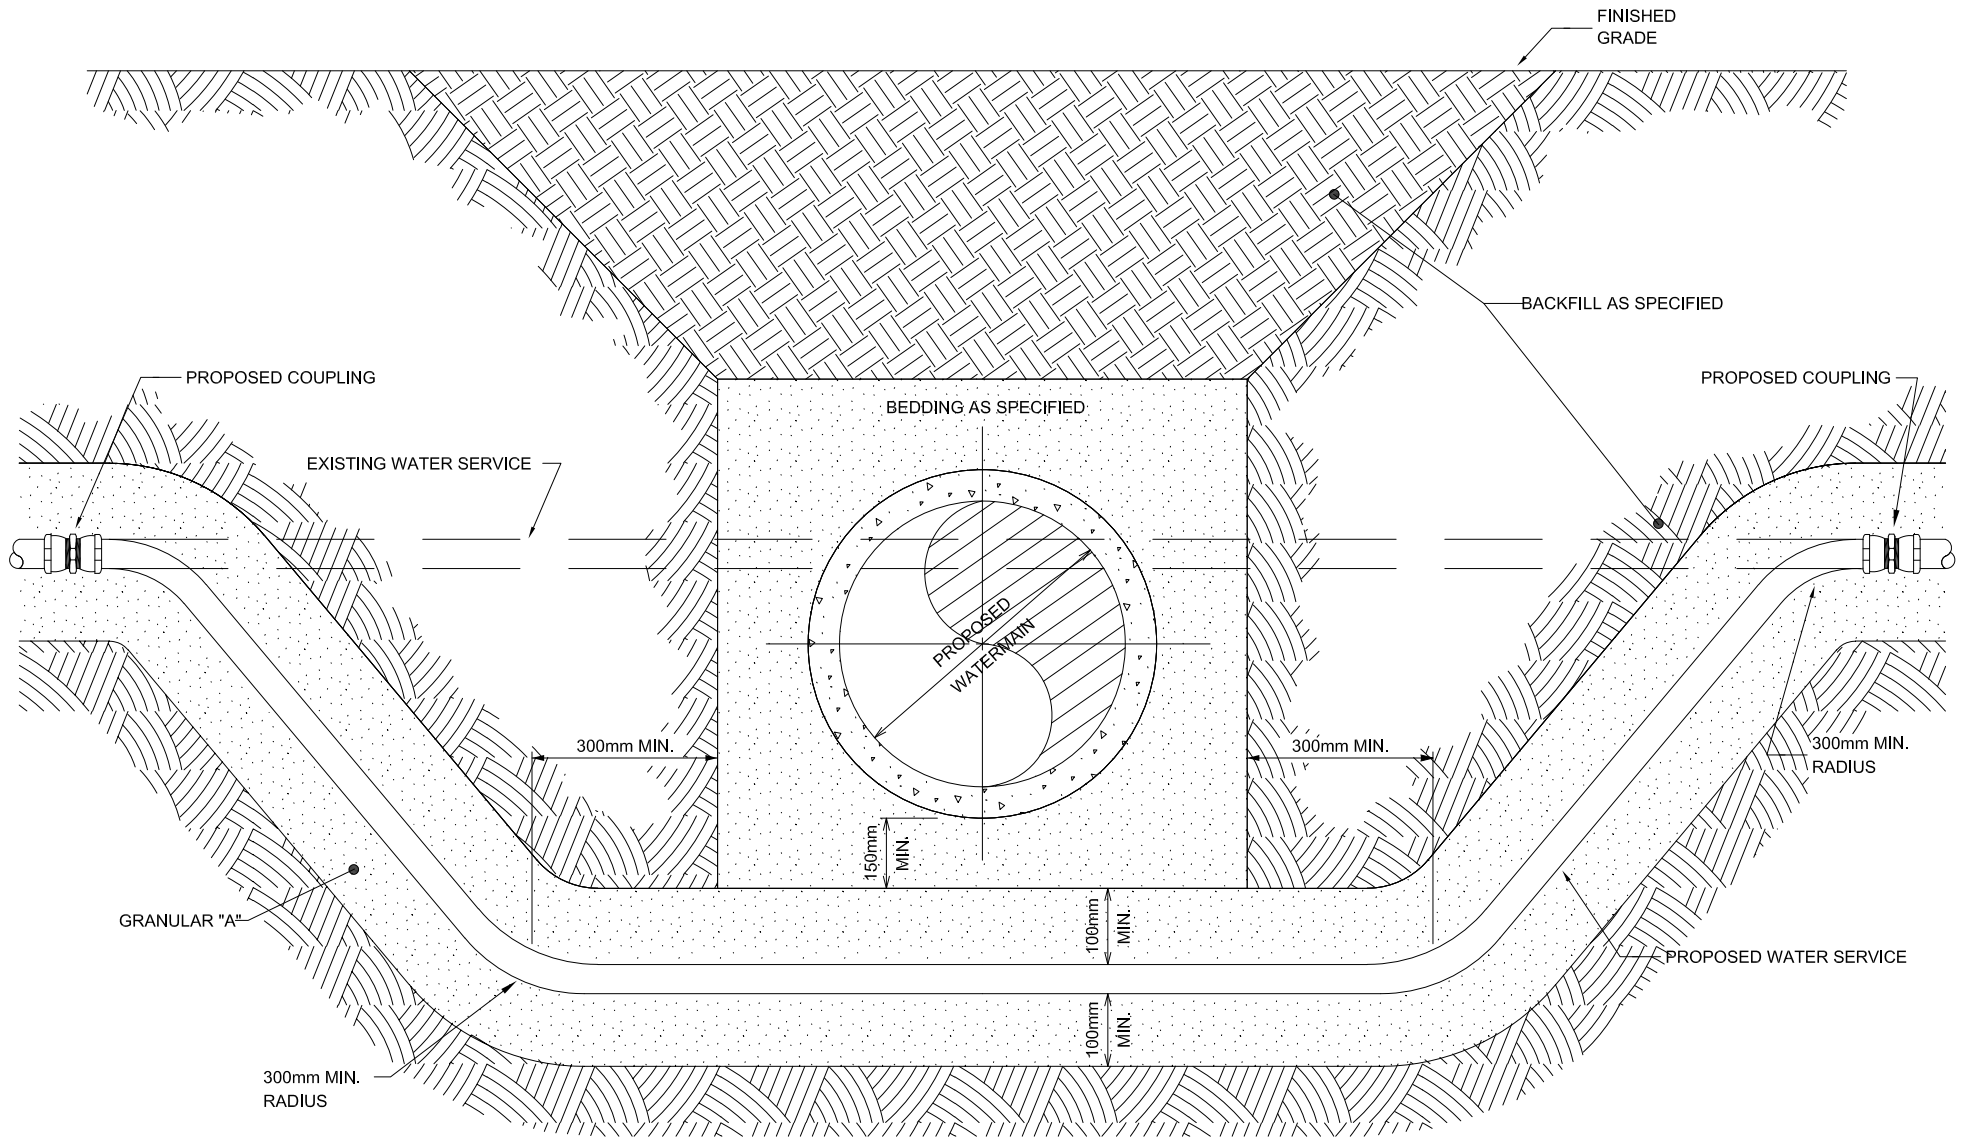 FINISHED
GRADE
BACKFILL AS SPECIFIED
PROPOSED COUPLING
PROPOSED COUPLING
BEDDING AS SPECIFIED
EXISTING WATER SERVICE
PROPOSED
WATERMAIN
300mm MIN.
300mm MIN.
300mm MIN.
RADIUS
150mm
MIN.
GRANULAR "A"
100mm
MIN.
PROPOSED WATER SERVICE
100mm
MIN.
300mm MIN.
RADIUS